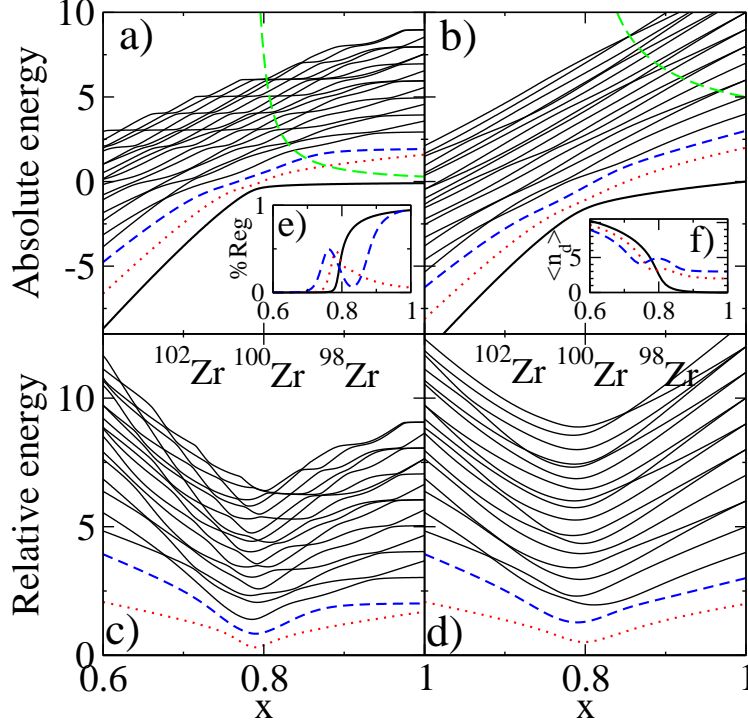 a)
b)
10
5
0
-5
Absolute energy
e)
1
0
% Reg
0.6
0.8
1
f)
5
0
<n_d>
0.6
0.8
1
¹⁰²Zr ¹⁰⁰Zr ⁹⁸Zr
¹⁰²Zr ¹⁰⁰Zr ⁹⁸Zr
10
5
0
Relative energy
c)
d)
0.6
0.8
1
0.8
1
x
x